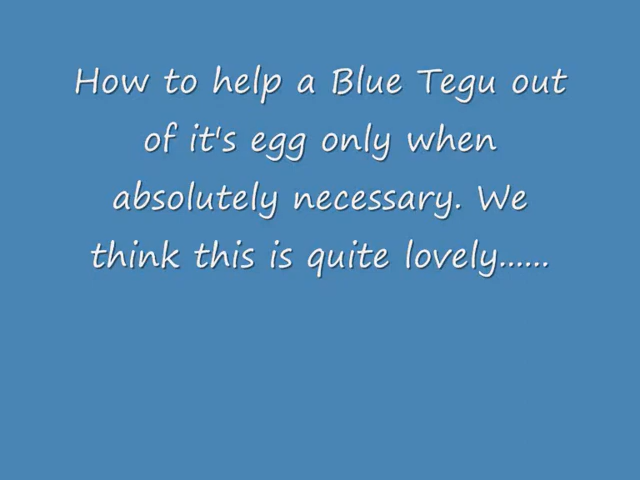 How to help a Blue Tegu out
of it's egg only when
absolutely necessary. We
think this is quite lovely......